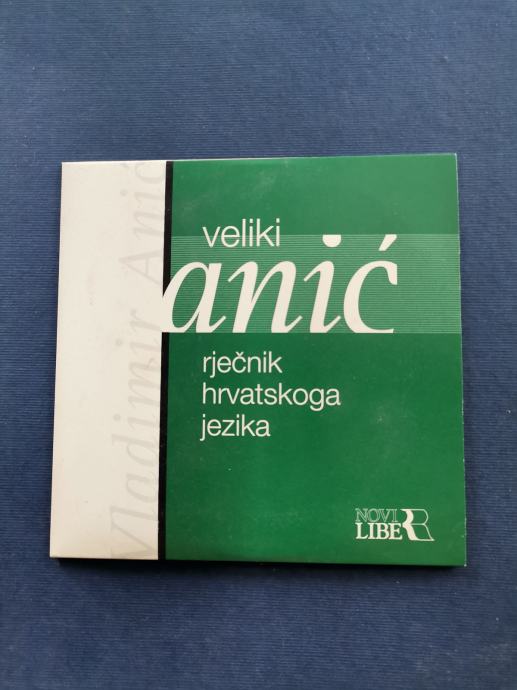 Vladimir Anić
veliki
anić
rječnik
hrvatskoga
jezika
NOVI
LIBER